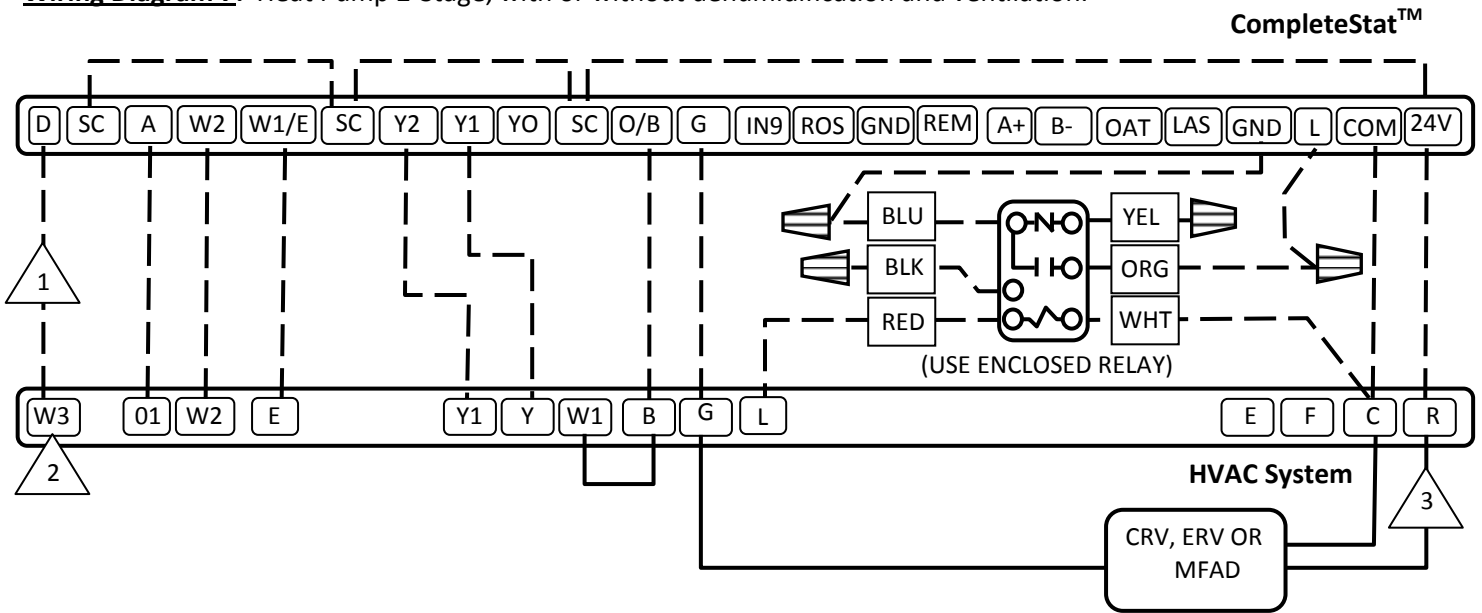 Wiring Diagram Heat Pump 2-Stage, with or without dehumidification and ventilation.
CompleteStat™
D SC A W2 W1/E SC Y2 Y1 YO SC O/B G IN9 ROS GND REM A+ B- OAT LAS GND L COM 24V
BLU YEL
1
BLK ORG
RED WHT
(USE ENCLOSED RELAY)
W3 01 W2 E Y1 Y W1 B G L E F C R
2
HVAC System
3
CRV, ERV OR
MFAD